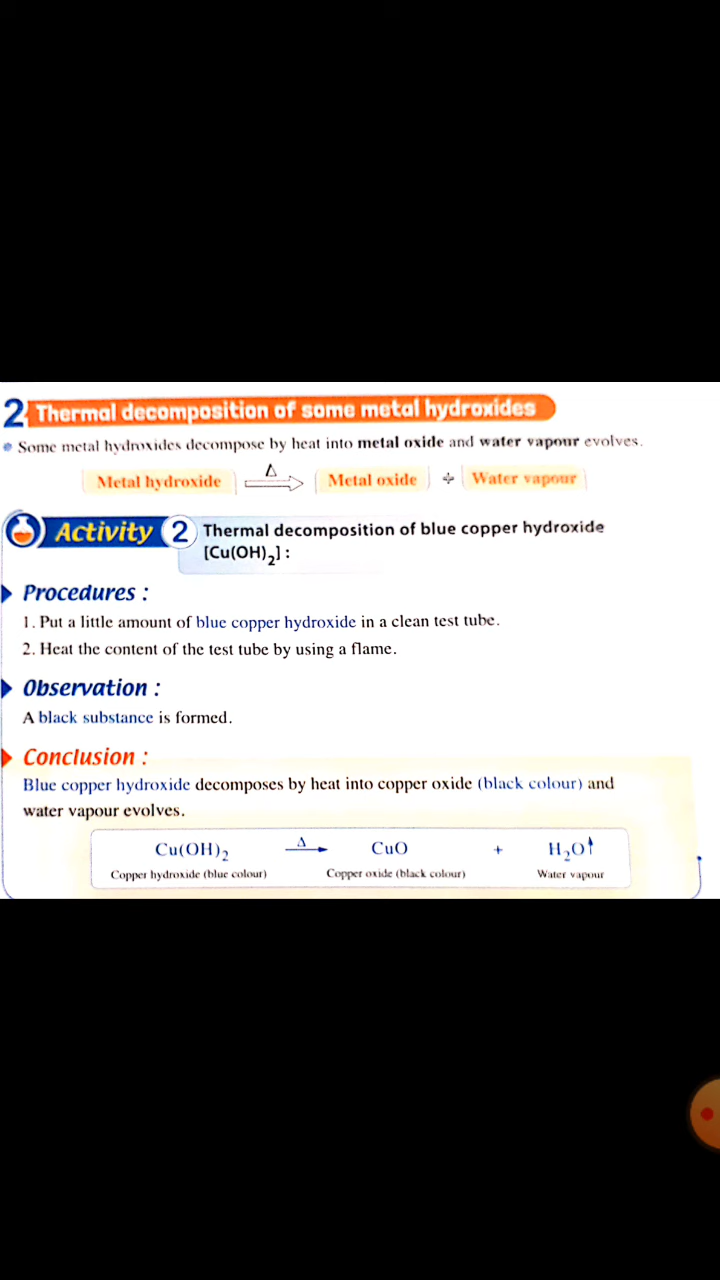 2 Thermal decomposition of some metal hydroxides
Some metal hydroxides decompose by heat into metal oxide and water vapour evolves.
Metal hydroxide Δ Metal oxide + Water vapour
Activity 2 Thermal decomposition of blue copper hydroxide
[Cu(OH)₂] :
Procedures :
1. Put a little amount of blue copper hydroxide in a clean test tube.
2. Heat the content of the test tube by using a flame.
Observation :
A black substance is formed.
Conclusion :
Blue copper hydroxide decomposes by heat into copper oxide (black colour) and
water vapour evolves.
Cu(OH)₂ Δ→ CuO + H₂O↑
Copper hydroxide (blue colour) Copper oxide (black colour) Water vapour